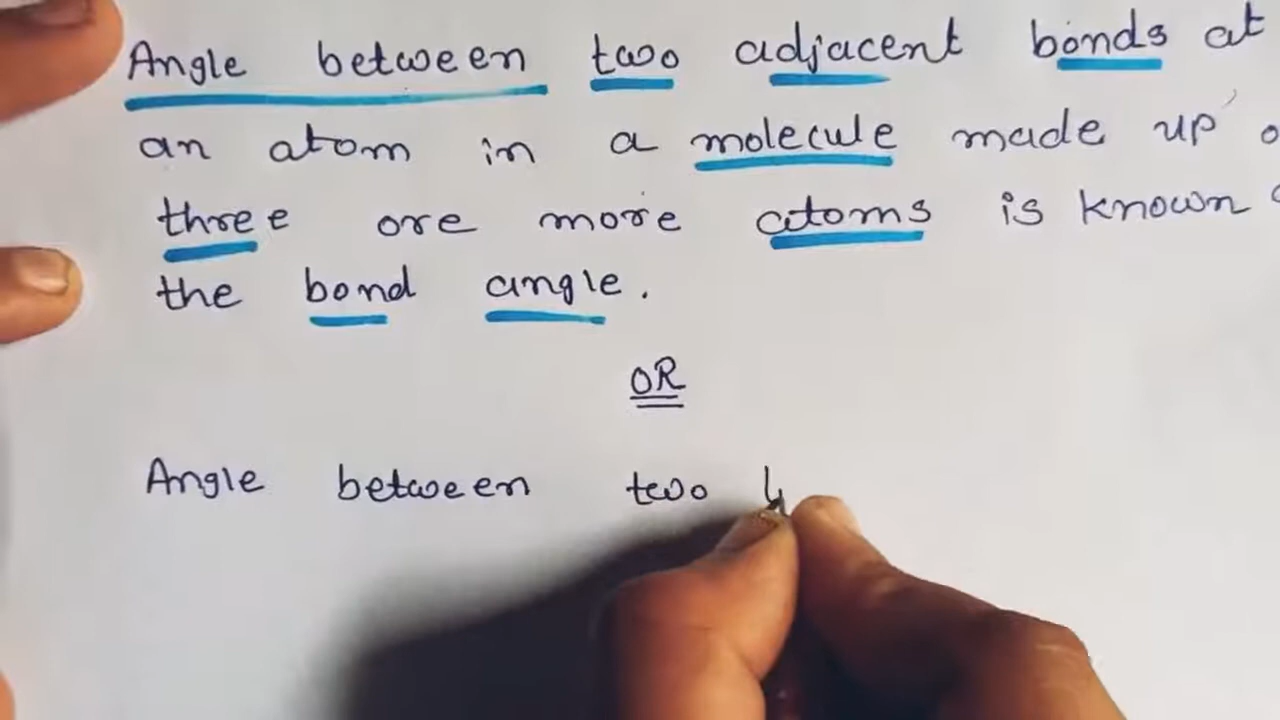 Angle between two adjacent bonds at
an atom in a molecule made up
three ore more atoms is known
the bond angle.
OR
Angle between two